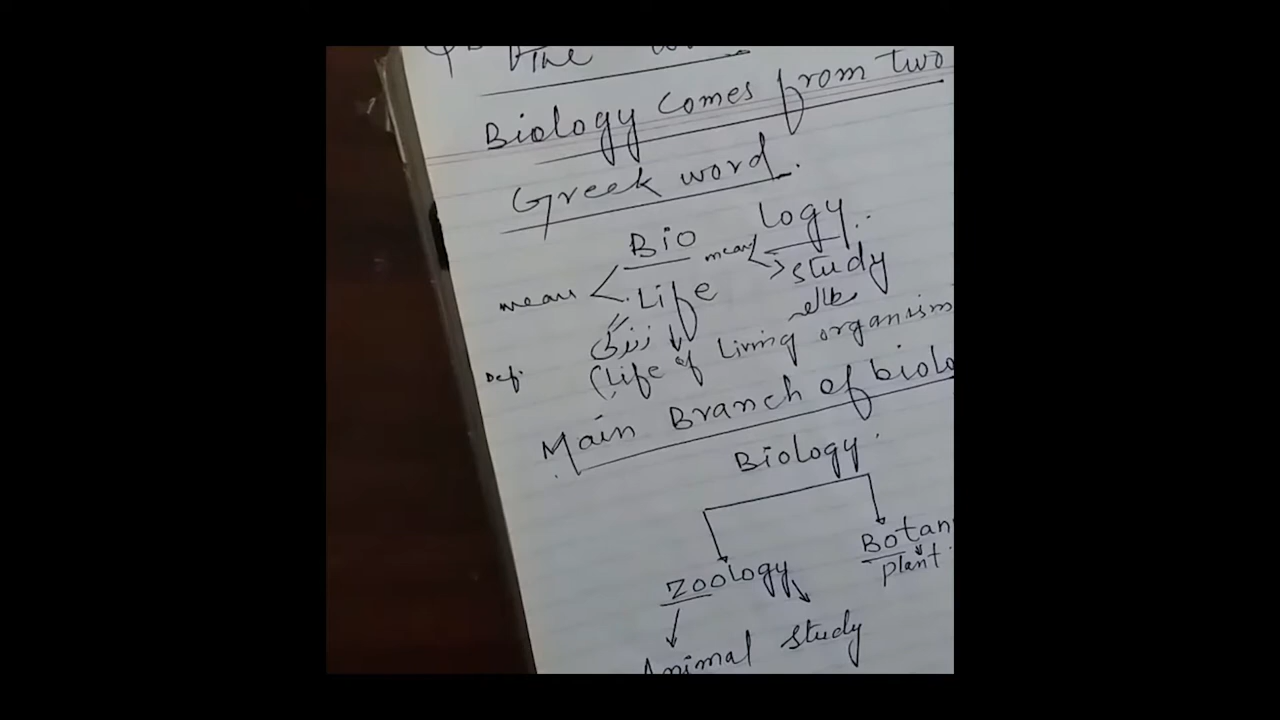 Biology comes from two
Greek word.
Bio mean logy
mean Life study
زندگی
Def: (Life of Living organism
Main Branch of biolo
Biology
Zoology Botan
plant
Animal study